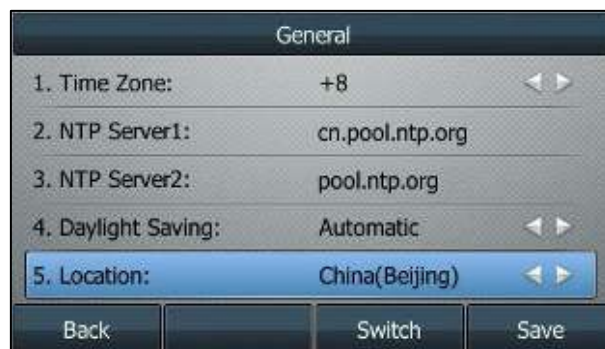 General
1. Time Zone: +8
2. NTP Server1: cn.pool.ntp.org
3. NTP Server2: pool.ntp.org
4. Daylight Saving: Automatic
5. Location: China(Beijing)
Back Switch Save